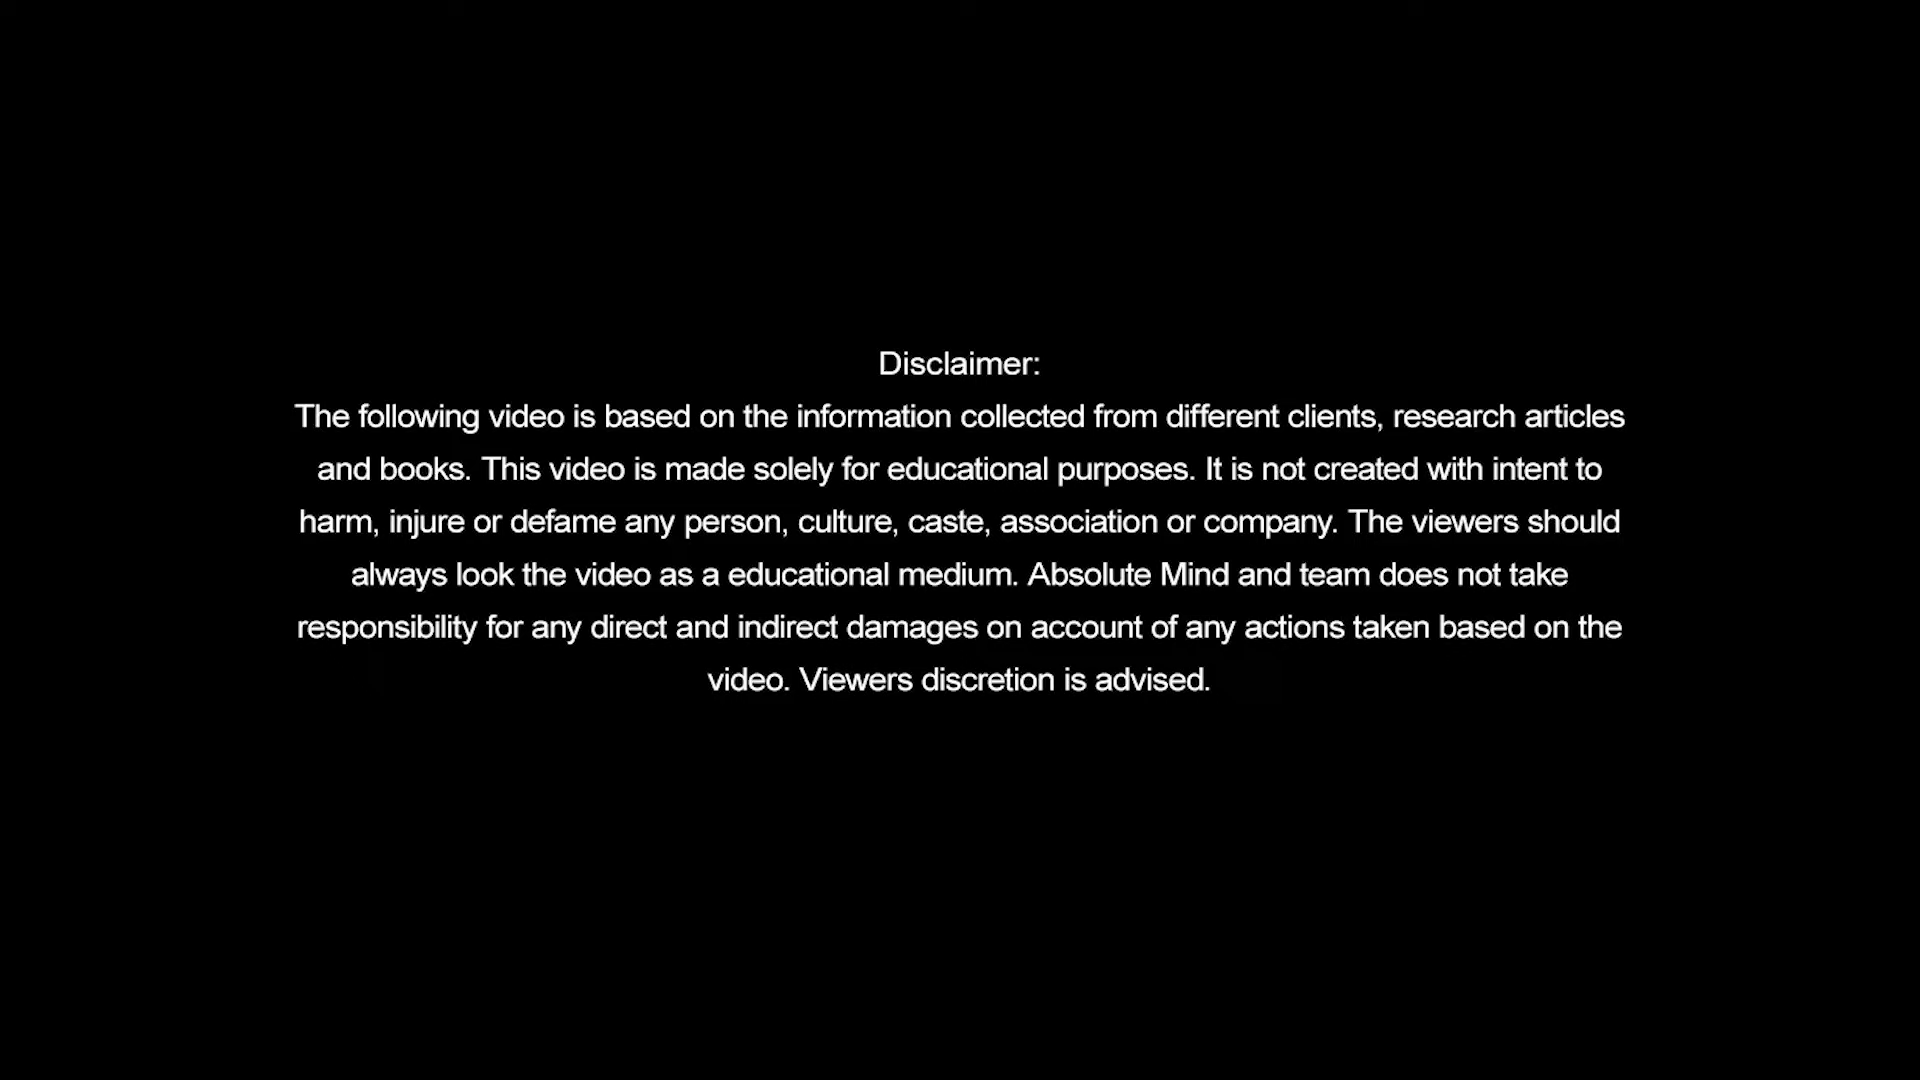 Disclaimer:
The following video is based on the information collected from different clients, research articles
and books. This video is made solely for educational purposes. It is not created with intent to
harm, injure or defame any person, culture, caste, association or company. The viewers should
always look the video as a educational medium. Absolute Mind and team does not take
responsibility for any direct and indirect damages on account of any actions taken based on the
video. Viewers discretion is advised.